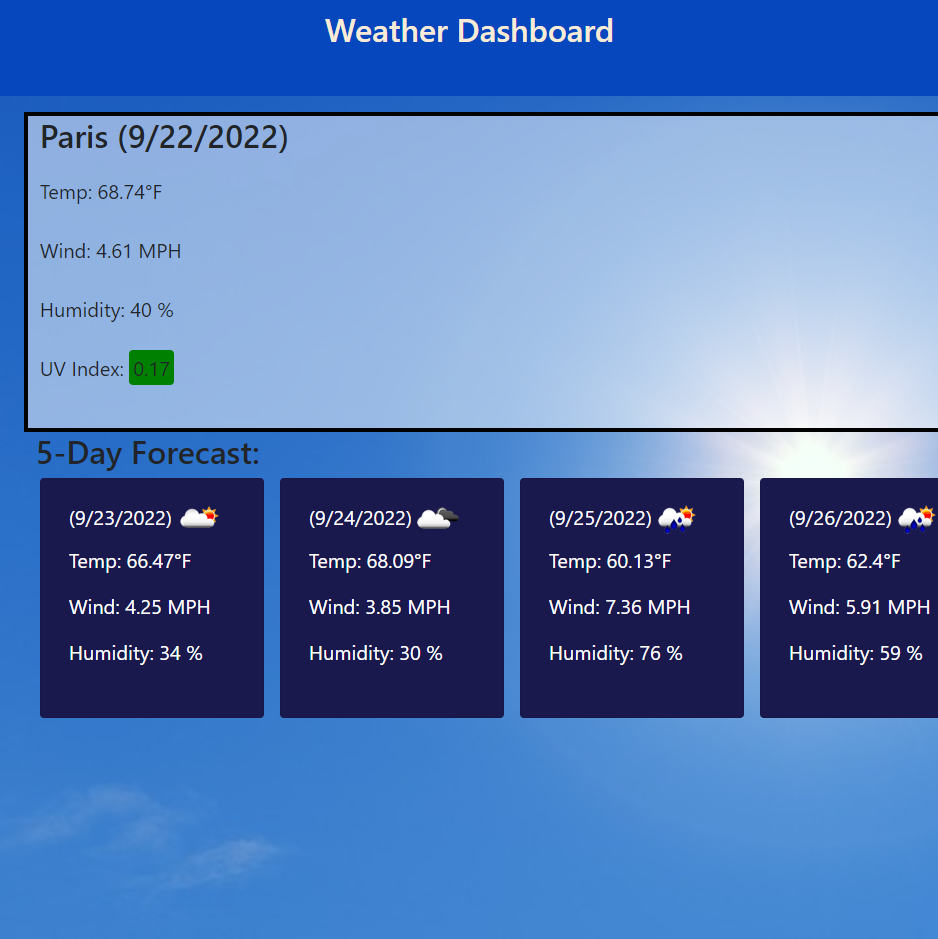 Weather Dashboard
Paris (9/22/2022)
Temp: 68.74°F
Wind: 4.61 MPH
Humidity: 40 %
UV Index: 0.17
5-Day Forecast:
(9/23/2022)
Temp: 66.47°F
Wind: 4.25 MPH
Humidity: 34 %
(9/24/2022)
Temp: 68.09°F
Wind: 3.85 MPH
Humidity: 30 %
(9/25/2022)
Temp: 60.13°F
Wind: 7.36 MPH
Humidity: 76 %
(9/26/2022)
Temp: 62.4°F
Wind: 5.91 MPH
Humidity: 59 %